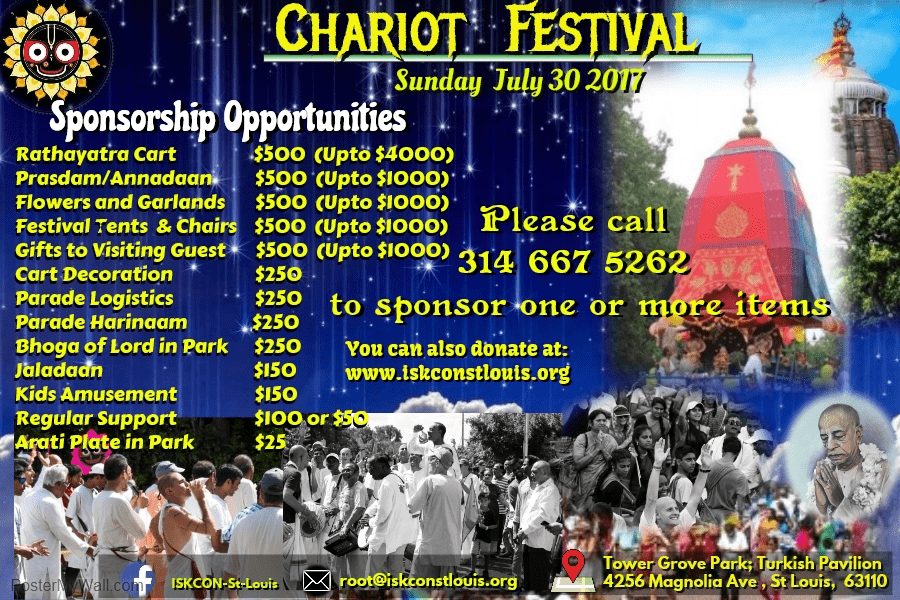 Chariot Festival
Sunday July 30 2017
Sponsorship Opportunities
Rathayatra Cart $500 (Upto $4000)
Prasdam/Annadaan $500 (Upto $1000)
Flowers and Garlands $500 (Upto $1000)
Festival Tents & Chairs $500 (Upto $1000)
Gifts to Visiting Guest $500 (Upto $1000)
Cart Decoration $250
Parade Logistics $250
Parade Harinaam $250
Bhoga of Lord in Park $250
Jaladaan $150
Kids Amusement $150
Regular Support $100 or $50
Arati Plate in Park $25
Please call
314 667 5262
to sponsor one or more items
You can also donate at:
www.iskconstlouis.org
PosterMyWall.com
f ISKCON-St-Louis
root@iskconstlouis.org
Tower Grove Park; Turkish Pavilion
4256 Magnolia Ave , St Louis, 63110